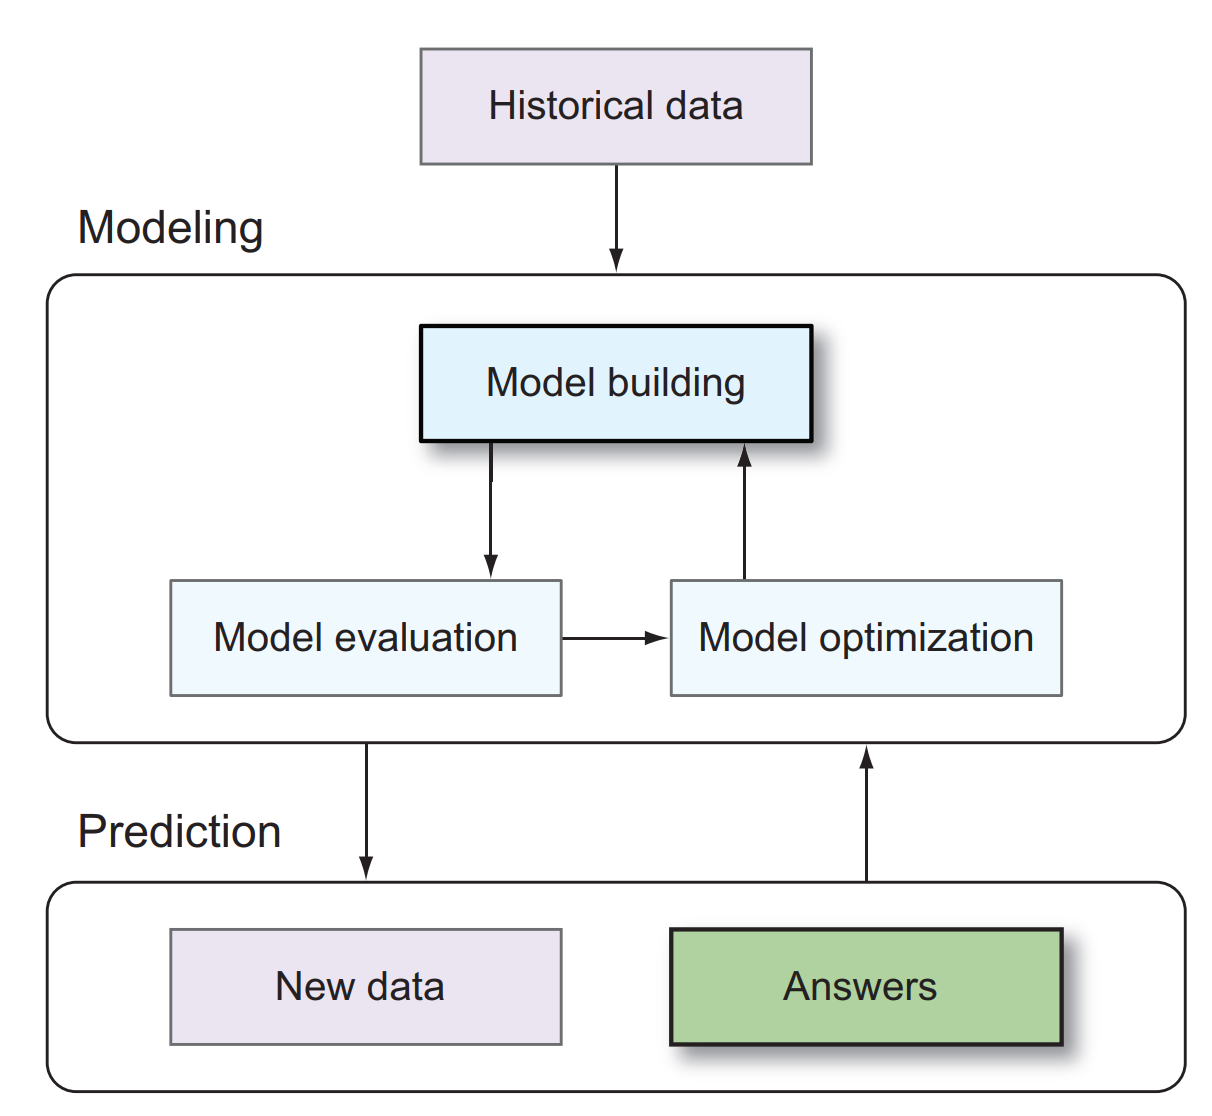 Historical data
Modeling
Model building
Model evaluation
Model optimization
Prediction
New data
Answers